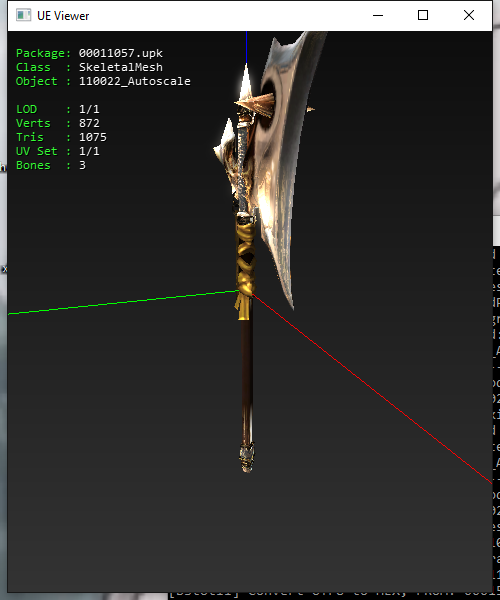 UE Viewer
Package: 00011057.upk
Class  : SkeletalMesh
Object : 110022_Autoscale
LOD    : 1/1
Verts  : 872
Tris   : 1075
UV Set : 1/1
Bones  : 3